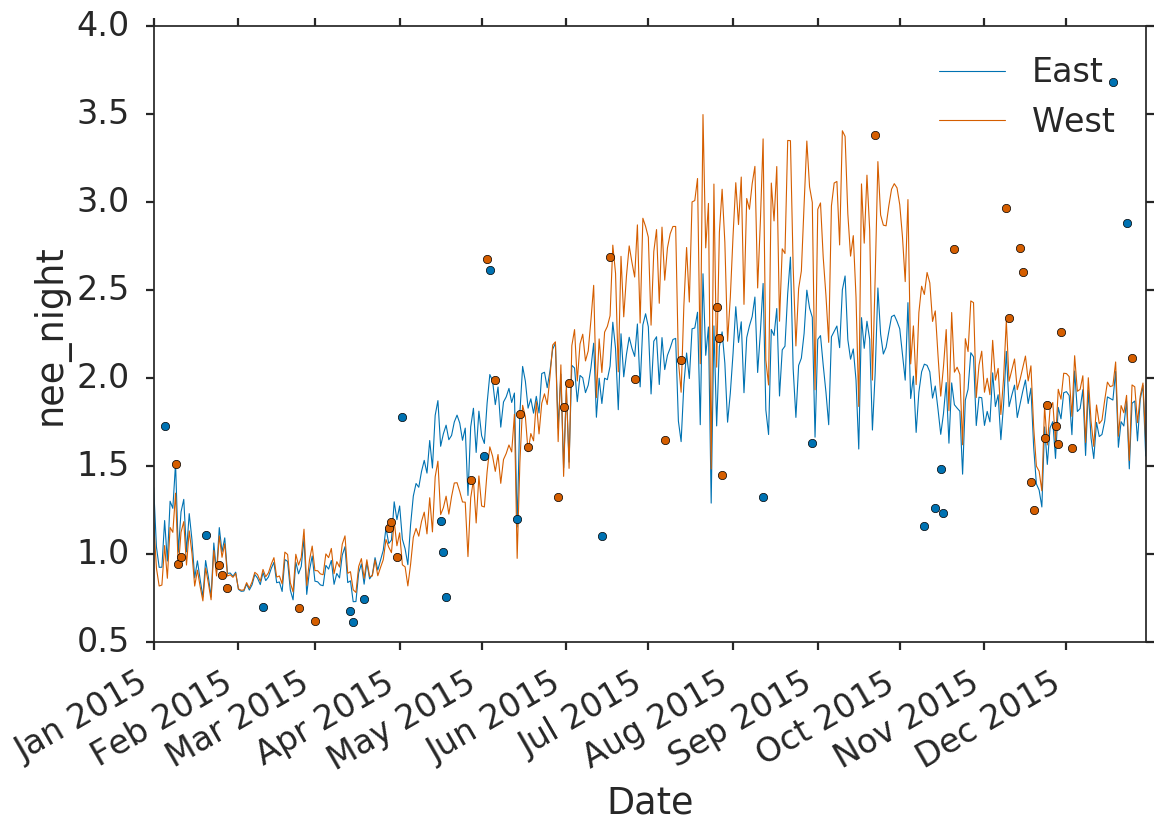 4.0
3.5
3.0
2.5
2.0
1.5
1.0
0.5
nee_night
East
West
Jan 2015
Feb 2015
Mar 2015
Apr 2015
May 2015
Jun 2015
Jul 2015
Aug 2015
Sep 2015
Oct 2015
Nov 2015
Dec 2015
Date